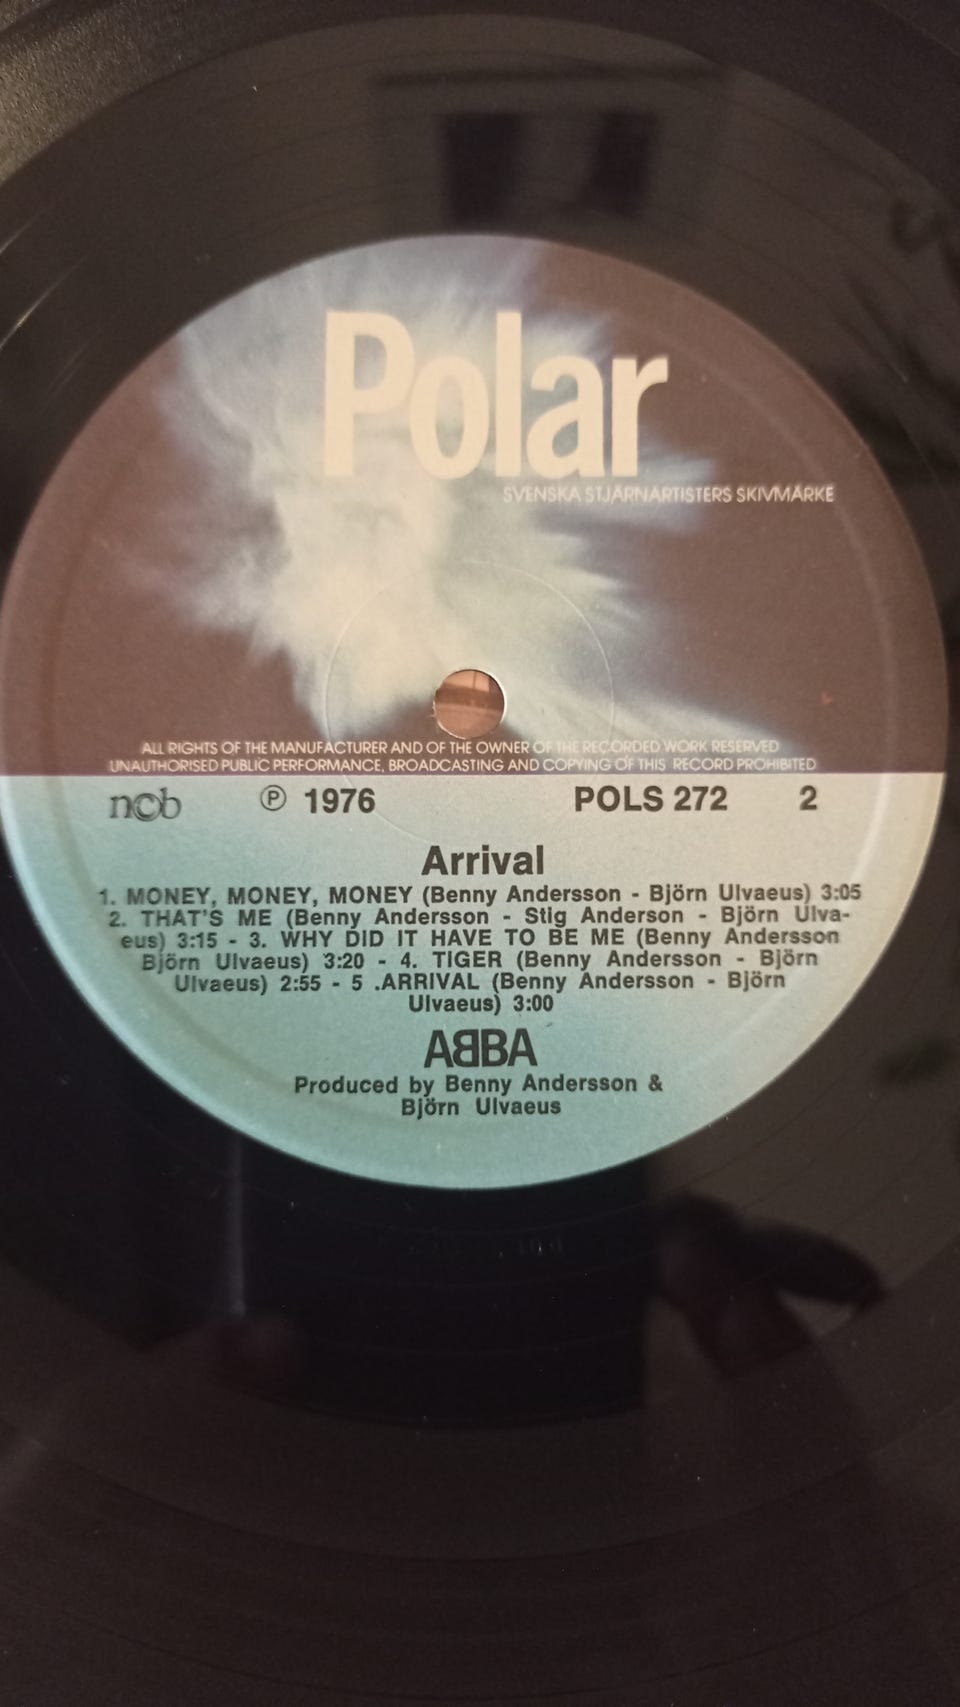 Polar
SVENSKA STJÄRNARTISTERS SKIVMÄRKE
ALL RIGHTS OF THE MANUFACTURER AND OF THE OWNER OF THE RECORDED WORK RESERVED
UNAUTHORISED PUBLIC PERFORMANCE, BROADCASTING AND COPYING OF THIS RECORD PROHIBITED
ncb ℗ 1976 POLS 272 2
Arrival
1. MONEY, MONEY, MONEY (Benny Andersson - Björn Ulvaeus) 3:05
2. THAT'S ME (Benny Andersson - Stig Anderson - Björn Ulva-
eus) 3:15 - 3. WHY DID IT HAVE TO BE ME (Benny Andersson
Björn Ulvaeus) 3:20 - 4. TIGER (Benny Andersson - Björn
Ulvaeus) 2:55 - 5 .ARRIVAL (Benny Andersson - Björn
Ulvaeus) 3:00
ABBA
Produced by Benny Andersson &
Björn Ulvaeus